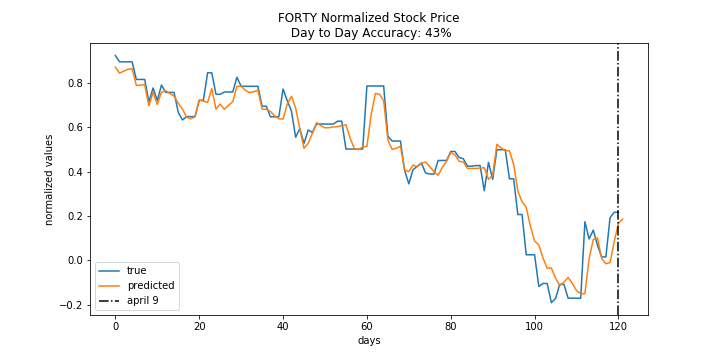 FORTY Normalized Stock Price
Day to Day Accuracy: 43%
normalized values
0.8
0.6
0.4
0.2
0.0
−0.2
true
predicted
april 9
0
20
40
60
80
100
120
days